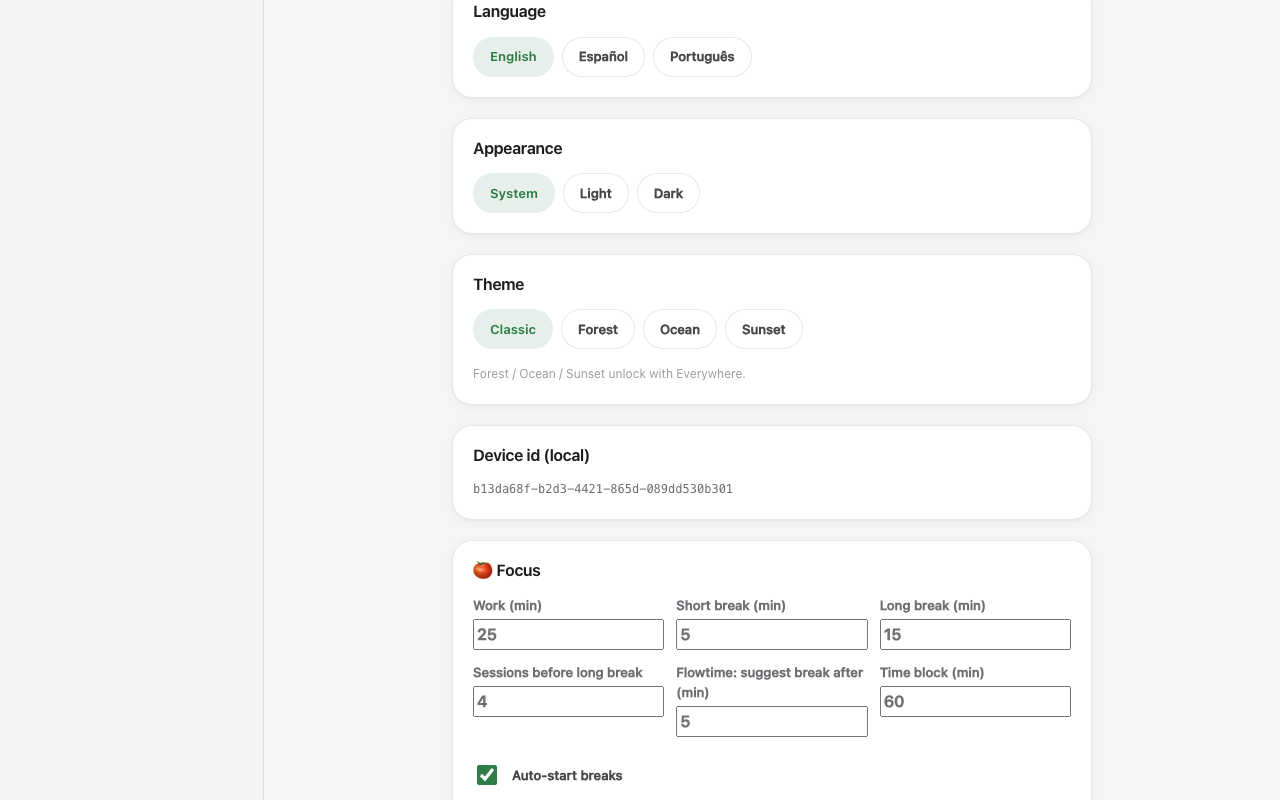 Language
English Español Português
Appearance
System Light Dark
Theme
Classic Forest Ocean Sunset
Forest / Ocean / Sunset unlock with Everywhere.
Device id (local)
b13da68f-b2d3-4421-865d-089dd530b301
🍅 Focus
Work (min) Short break (min) Long break (min)
25 5 15
Sessions before long break Flowtime: suggest break after (min) Time block (min)
4 5 60
Auto-start breaks